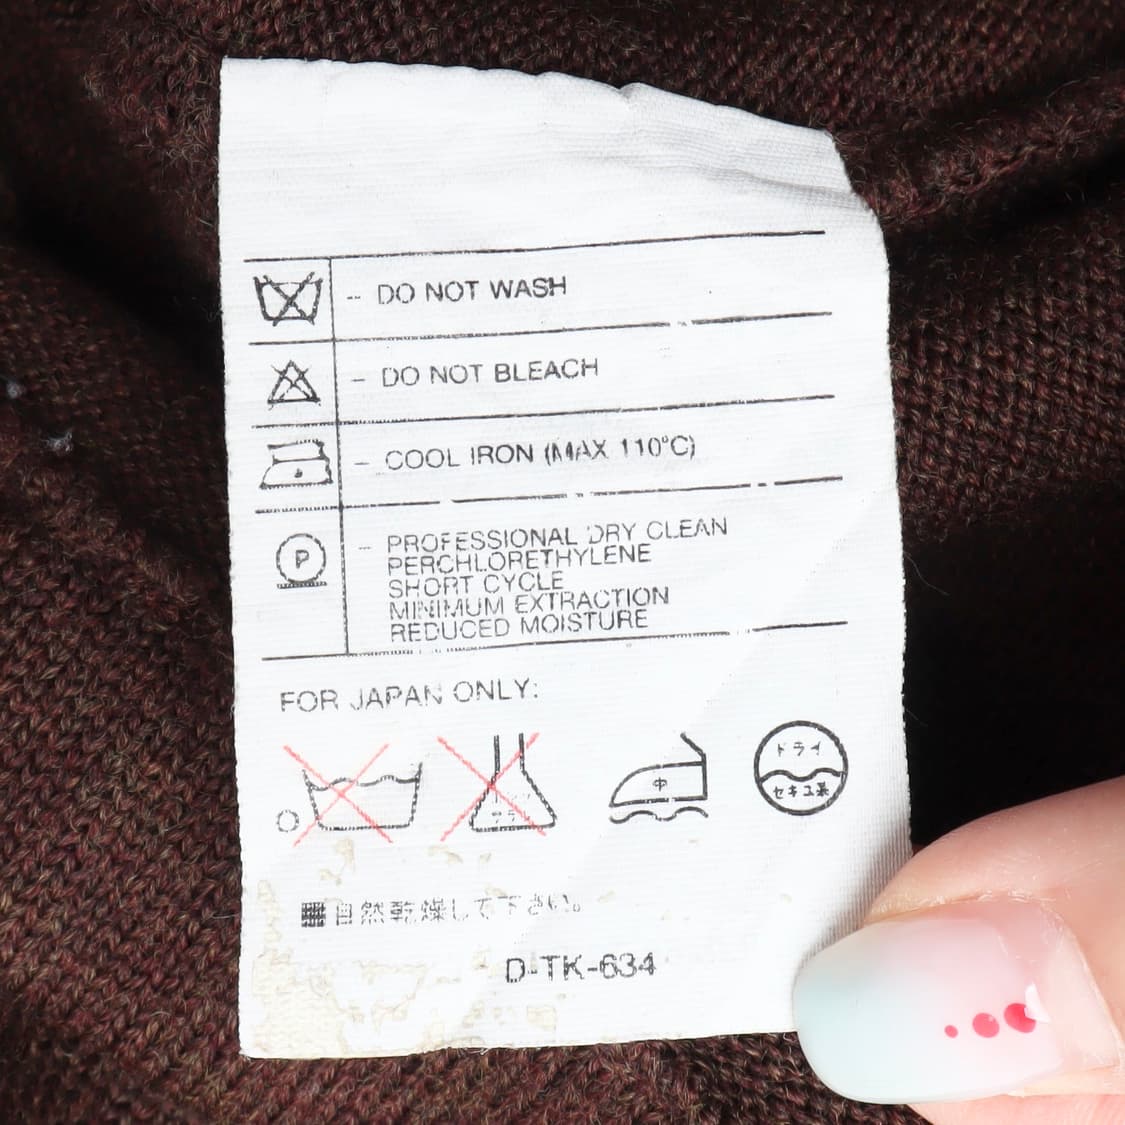 - DO NOT WASH
- DO NOT BLEACH
- COOL IRON (MAX 110°C)
P
- PROFESSIONAL DRY CLEAN
PERCHLORETHYLENE
SHORT CYCLE
MINIMUM EXTRACTION
REDUCED MOISTURE
FOR JAPAN ONLY:
中
ドライ
セキユ系
自然乾燥して下さい。
D-TK-634